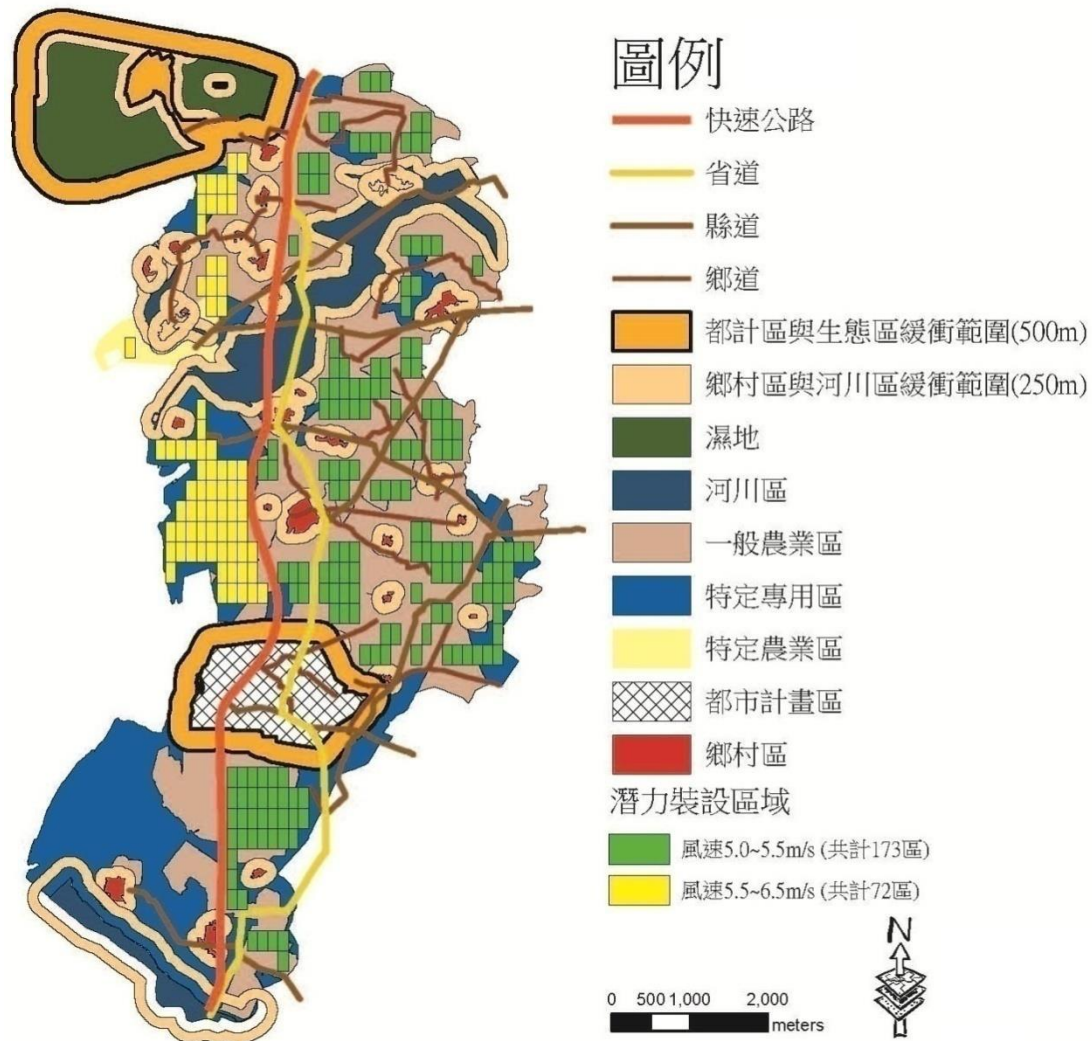 圖例
快速公路
省道
縣道
鄉道
都計區與生態區緩衝範圍(500m)
鄉村區與河川區緩衝範圍(250m)
濕地
河川區
一般農業區
特定專用區
特定農業區
都市計畫區
鄉村區
潛力裝設區域
風速5.0~5.5m/s (共計173區)
風速5.5~6.5m/s (共計72區)
N
0 500 1,000 2,000
meters